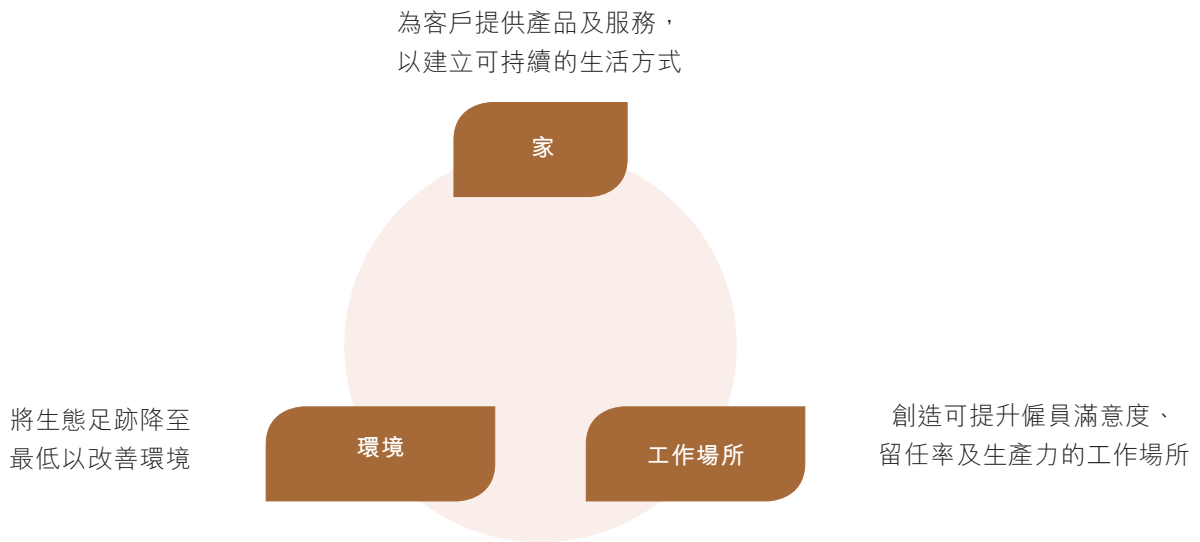 為客戶提供產品及服務，
以建立可持續的生活方式
家
將生態足跡降至
最低以改善環境
環境
工作場所
創造可提升僱員滿意度、
留任率及生產力的工作場所